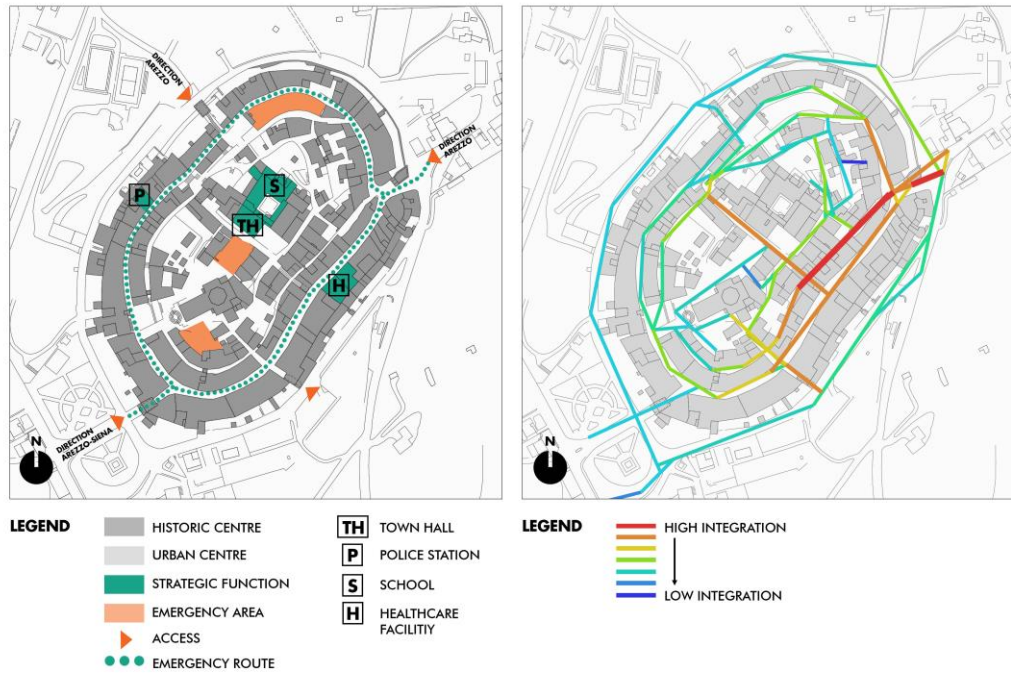 DIRECTION
AREZZO
DIRECTION
AREZZO
P
S
TH
H
DIRECTION
AREZZO-SIENA
N
N
LEGEND
HISTORIC CENTRE
URBAN CENTRE
STRATEGIC FUNCTION
EMERGENCY AREA
ACCESS
EMERGENCY ROUTE
TH TOWN HALL
P POLICE STATION
S SCHOOL
H HEALTHCARE
FACILITIY
LEGEND
HIGH INTEGRATION
LOW INTEGRATION